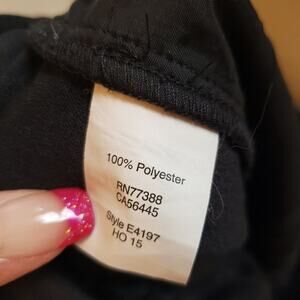 100% Polyester
RN77388
CA56445
Style E4197
HO 15